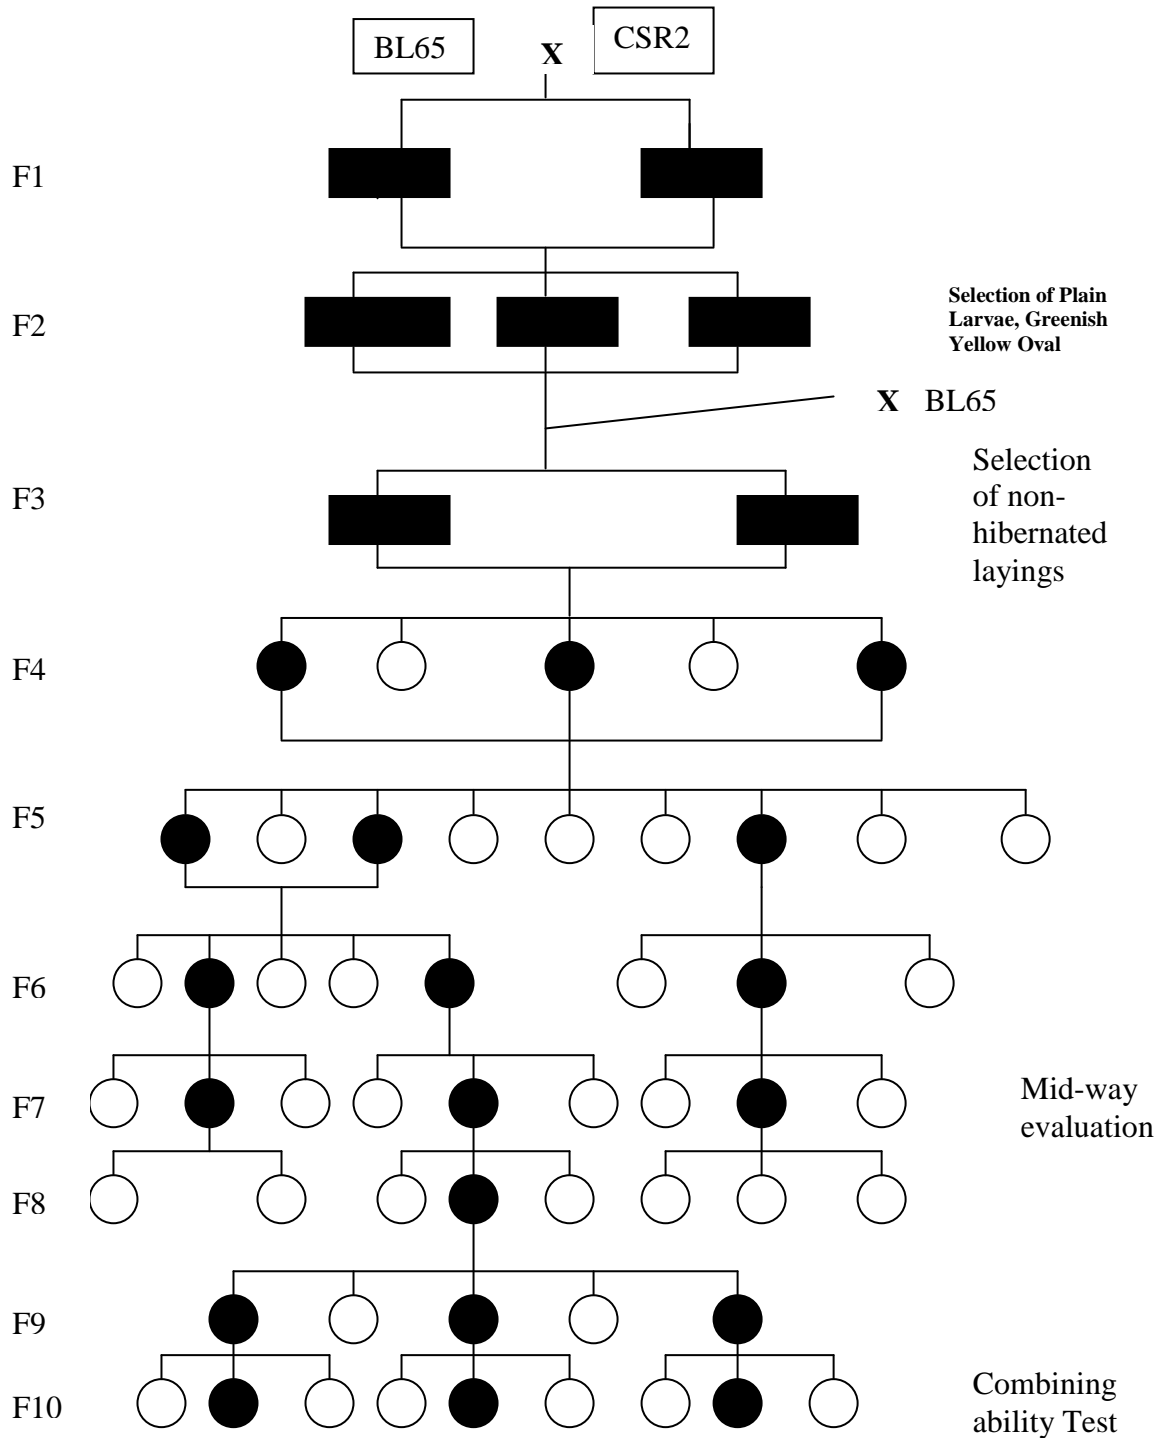 BL65 X CSR2
F1
F2
Selection of Plain
Larvae, Greenish
Yellow Oval
X BL65
F3
Selection
of non-
hibernated
layings
F4
F5
F6
F7
Mid-way
evaluation
F8
F9
F10
Combining
ability Test